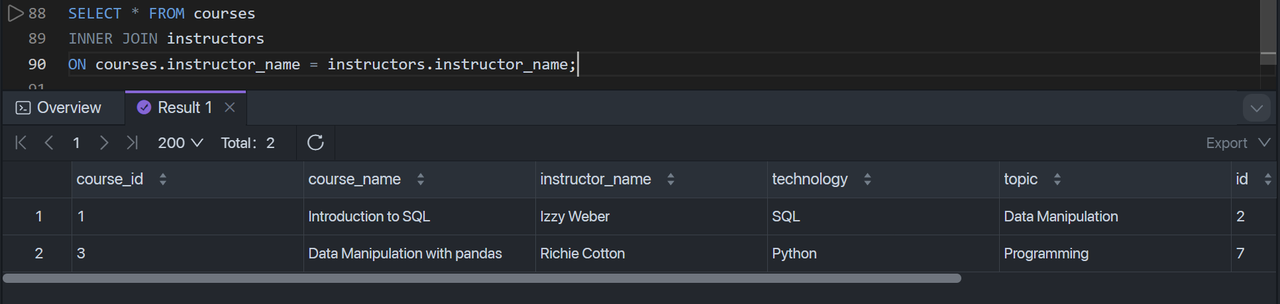 88 SELECT * FROM courses
89 INNER JOIN instructors
90 ON courses.instructor_name = instructors.instructor_name;
91
Overview Result 1
1 200 Total: 2 Export
course_id course_name instructor_name technology topic id
1 1 Introduction to SQL Izzy Weber SQL Data Manipulation 2
2 3 Data Manipulation with pandas Richie Cotton Python Programming 7